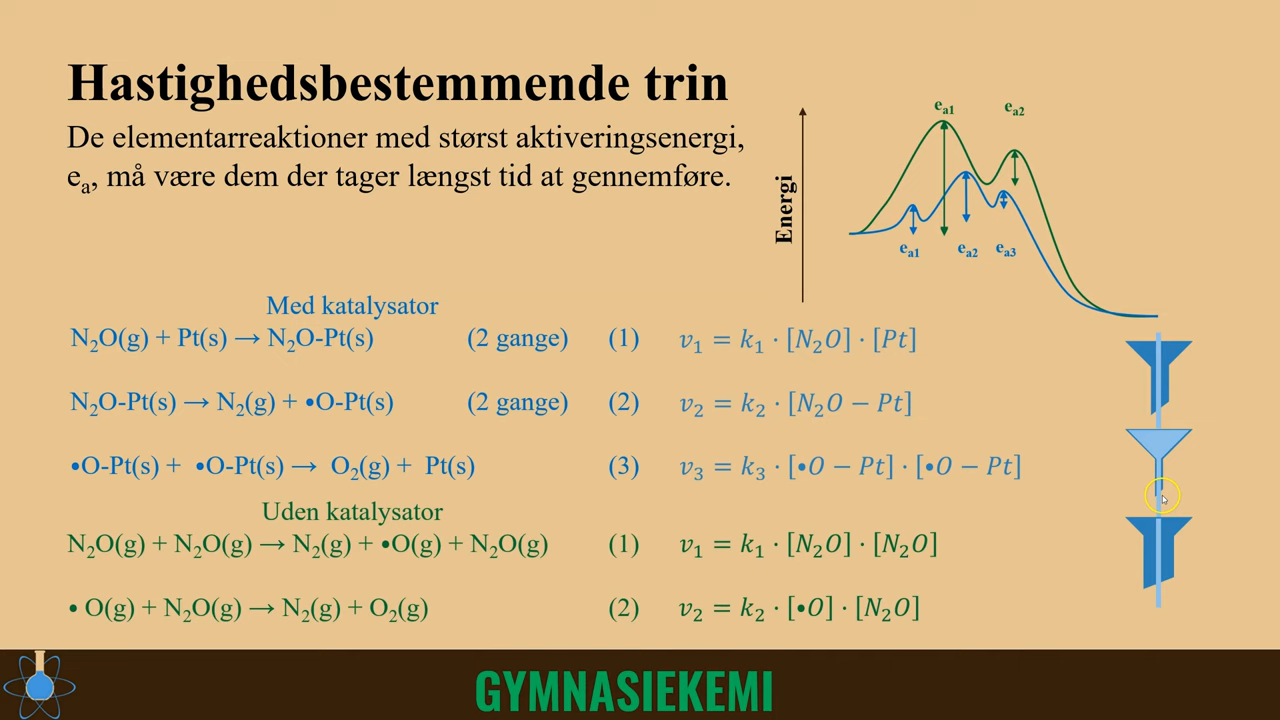 Hastighedsbestemmende trin
De elementarreaktioner med størst aktiveringsenergi,
eₐ, må være dem der tager længst tid at gennemføre.
eₐ₁ eₐ₂
Energi
eₐ₁ eₐ₂ eₐ₃
Med katalysator
N₂O(g) + Pt(s) → N₂O-Pt(s) (2 gange) (1) v₁ = k₁ · [N₂O] · [Pt]
N₂O-Pt(s) → N₂(g) + •O-Pt(s) (2 gange) (2) v₂ = k₂ · [N₂O − Pt]
•O-Pt(s) + •O-Pt(s) → O₂(g) + Pt(s) (3) v₃ = k₃ · [•O − Pt] · [•O − Pt]
Uden katalysator
N₂O(g) + N₂O(g) → N₂(g) + •O(g) + N₂O(g) (1) v₁ = k₁ · [N₂O] · [N₂O]
• O(g) + N₂O(g) → N₂(g) + O₂(g) (2) v₂ = k₂ · [•O] · [N₂O]
GYMNASIEKEMI